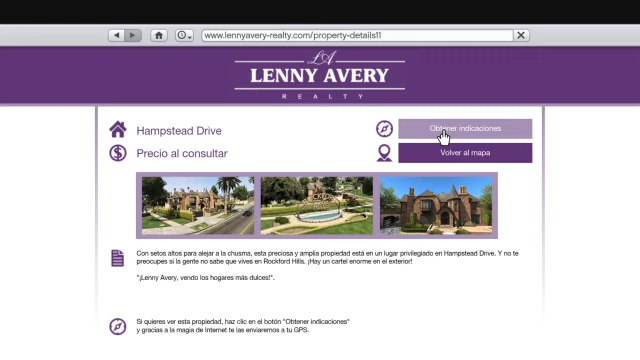 www.lennyavery-realty.com/property-details11
LA
LENNY AVERY
REALTY
Hampstead Drive
Obtener indicaciones
Precio al consultar
Volver al mapa
Con setos altos para alejar a la chusma, esta preciosa y amplia propiedad está en un lugar privilegiado en Hampstead Drive. Y no te
preocupes si la gente no sabe que vives en Rockford Hills. ¡Hay un cartel enorme en el exterior!
"¡Lenny Avery, vendo los hogares más dulces!".
Si quieres ver esta propiedad, haz clic en el botón "Obtener indicaciones"
y gracias a la magia de Internet te las enviaremos a tu GPS.